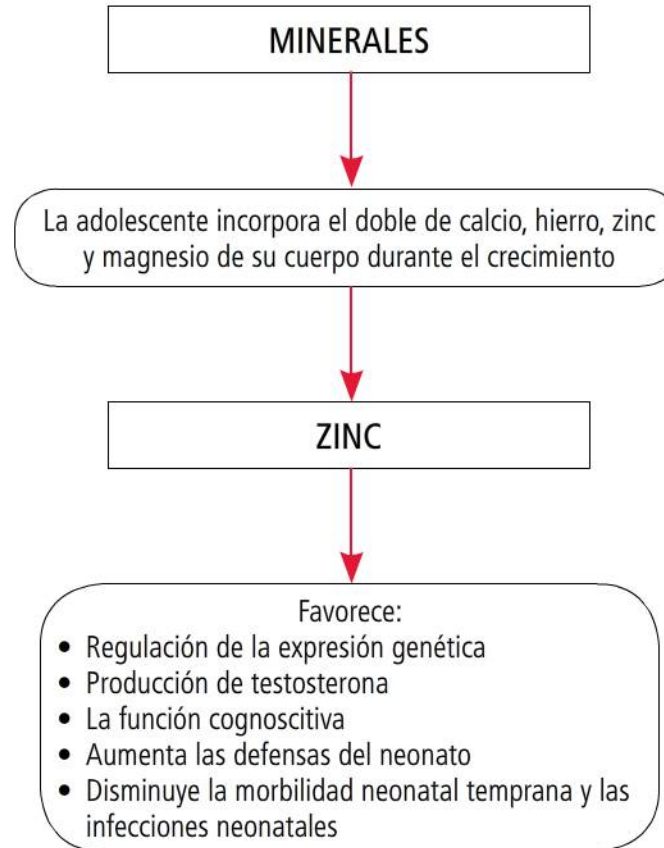 MINERALES
La adolescente incorpora el doble de calcio, hierro, zinc
y magnesio de su cuerpo durante el crecimiento
ZINC
Favorece:
• Regulación de la expresión genética
• Producción de testosterona
• La función cognoscitiva
• Aumenta las defensas del neonato
• Disminuye la morbilidad neonatal temprana y las
infecciones neonatales